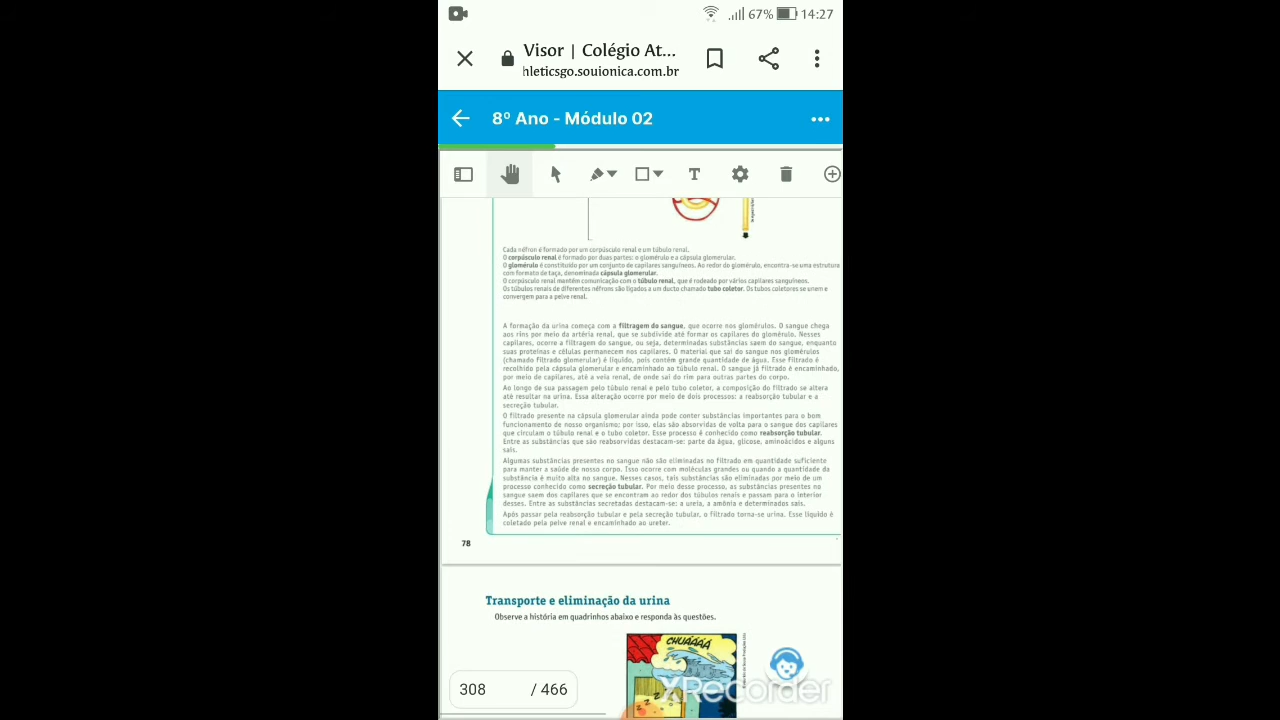 67% 14:27
Visor | Colégio At...
hleticsgo.souionica.com.br
8º Ano - Módulo 02
T
Cada néfron é formado por um corpúsculo renal e um túbulo renal.
O corpúsculo renal é formado por duas partes: o glomérulo e a cápsula glomerular.
O glomérulo é constituído por um conjunto de capilares sanguíneos. Ao redor do glomérulo, encontra-se uma estrutura
com formato de taça, denominada cápsula glomerular.
O corpúsculo renal mantém comunicação com o túbulo renal, que é rodeado por vários capilares sanguíneos.
Os túbulos renais de diferentes néfrons são ligados a um ducto chamado tubo coletor. Os tubos coletores se unem e
convergem para a pelve renal.
A formação da urina começa com a filtragem do sangue, que ocorre nos glomérulos. O sangue chega
aos rins por meio da artéria renal, que se subdivide até formar os capilares do glomérulo. Nesses
capilares, ocorre a filtragem do sangue, ou seja, determinadas substâncias saem do sangue, enquanto
suas proteínas e células permanecem nos capilares. O material que sai do sangue nos glomérulos
(chamado filtrado glomerular) é líquido, pois contém grande quantidade de água. Esse filtrado é
recolhido pela cápsula glomerular e encaminhado ao túbulo renal. O sangue já filtrado é encaminhado,
por meio de capilares, até a veia renal, de onde sai do rim para outras partes do corpo.
Ao longo de sua passagem pelo túbulo renal e pelo tubo coletor, a composição do filtrado se altera
até resultar na urina. Essa alteração ocorre por meio de dois processos: a reabsorção tubular e a
secreção tubular.
O filtrado presente na cápsula glomerular ainda pode conter substâncias importantes para o bom
funcionamento de nosso organismo; por isso, elas são absorvidas de volta para o sangue dos capilares
que circulam o túbulo renal e o tubo coletor. Esse processo é conhecido como reabsorção tubular.
Entre as substâncias que são reabsorvidas destacam-se: parte da água, glicose, aminoácidos e alguns
sais.
Algumas substâncias presentes no sangue não são eliminadas no filtrado em quantidade suficiente
para manter a saúde de nosso corpo. Isso ocorre com moléculas grandes ou quando a quantidade da
substância é muito alta no sangue. Nesses casos, tais substâncias são eliminadas por meio de um
processo conhecido como secreção tubular. Por meio desse processo, as substâncias presentes no
sangue saem dos capilares que se encontram ao redor dos túbulos renais e passam para o interior
desses. Entre as substâncias secretadas destacam-se: a ureia, a amônia e determinados sais.
Após passar pela reabsorção tubular e pela secreção tubular, o filtrado torna-se urina. Esse líquido é
coletado pela pelve renal e encaminhado ao ureter.
78
Transporte e eliminação da urina
Observe a história em quadrinhos abaixo e responda às questões.
CHUÁÁÁÁ
308 / 466
XRecorder